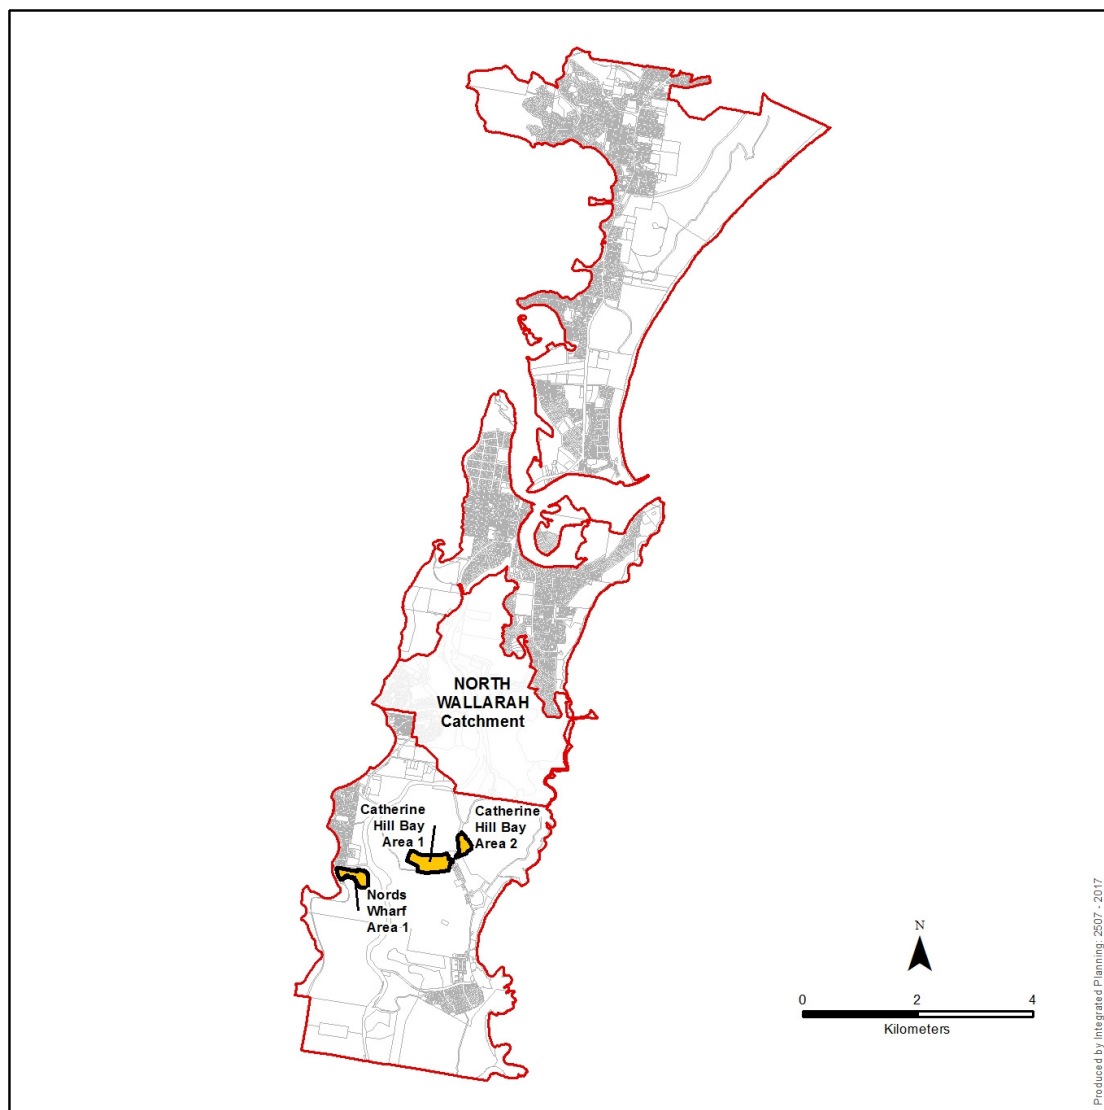 NORTH
WALLARAH
Catchment
Catherine
Hill Bay
Area 1
Catherine
Hill Bay
Area 2
Nords
Wharf
Area 1
N
0 2 4
Kilometers
Produced by Integrated Planning: 2507 - 2017